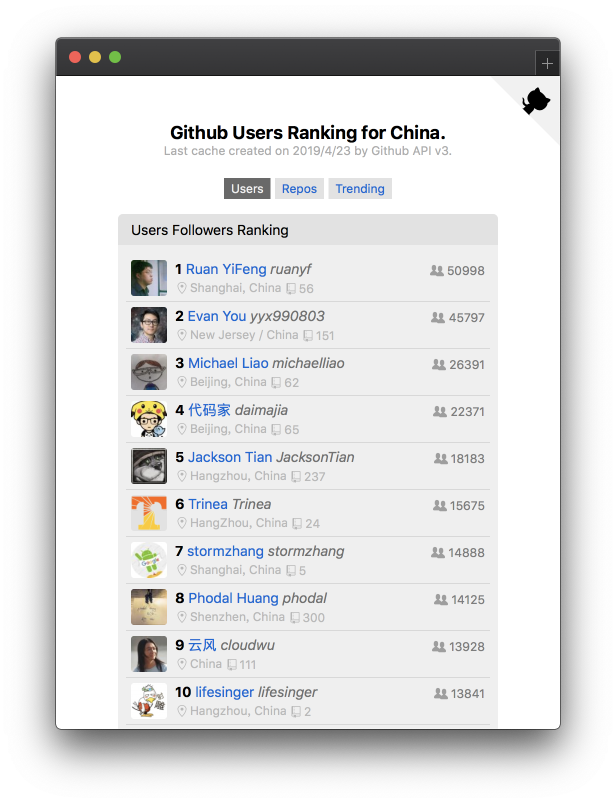 Github Users Ranking for China.
Last cache created on 2019/4/23 by Github API v3.
Users Repos Trending
Users Followers Ranking
1 Ruan YiFeng ruanyf 50998
Shanghai, China 56
2 Evan You yyx990803 45797
New Jersey / China 151
3 Michael Liao michaelliao 26391
Beijing, China 62
4 代码家 daimajia 22371
Beijing, China 65
5 Jackson Tian JacksonTian 18183
Hangzhou, China 237
6 Trinea Trinea 15675
HangZhou, China 24
7 stormzhang stormzhang 14888
Shanghai, China 5
8 Phodal Huang phodal 14125
Shenzhen, China 300
9 云风 cloudwu 13928
China 111
10 lifesinger lifesinger 13841
Hangzhou, China 2